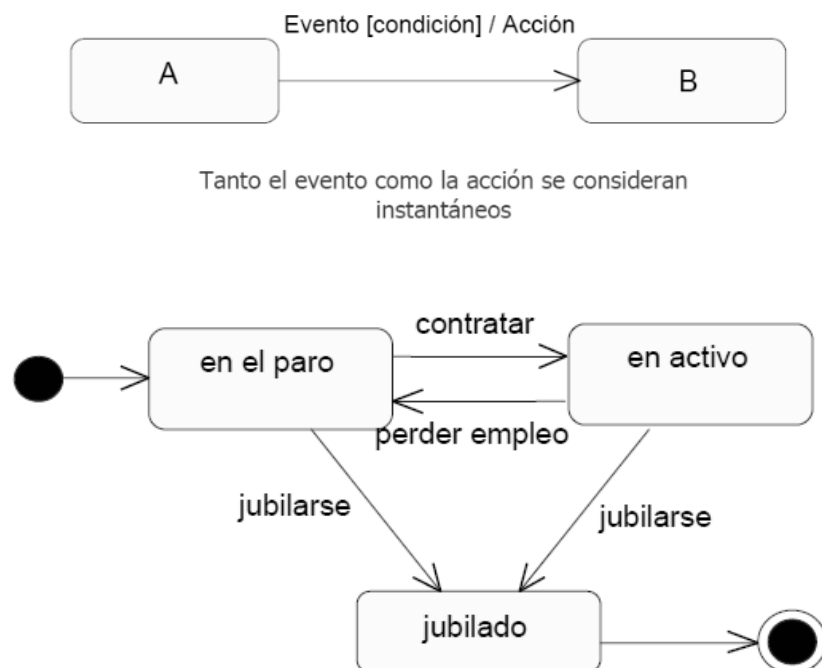 Evento [condición] / Acción
A
B
Tanto el evento como la acción se consideran
instantáneos
contratar
en el paro
en activo
perder empleo
jubilarse
jubilarse
jubilado